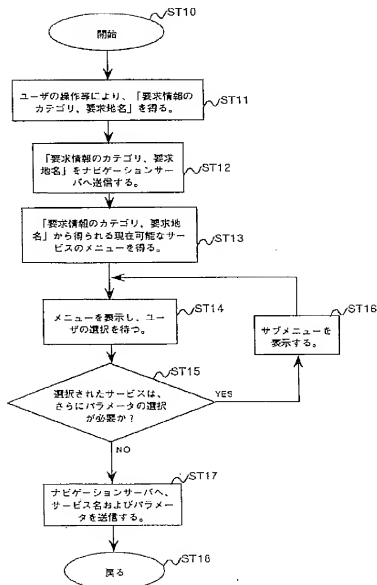 ST10
開始
ユーザの操作等により、「要求情報の
カテゴリ、要求地名」を得る。
ST11
「要求情報のカテゴリ、要求
地名」をナビゲーションサー
バへ送信する。
ST12
「要求情報のカテゴリ、要求地
名」から得られる現在可能なサー
ビスのメニューを得る。
ST13
メニューを表示し、ユー
ザの選択を待つ。
ST14
サブメニューを
表示する。
ST16
ST15
選択されたサービスは、
さらにパラメータの選択
が必要か?
YES
NO
ナビゲーションサーバへ、
サービス名およびパラメー
タを送信する。
ST17
戻る
ST18